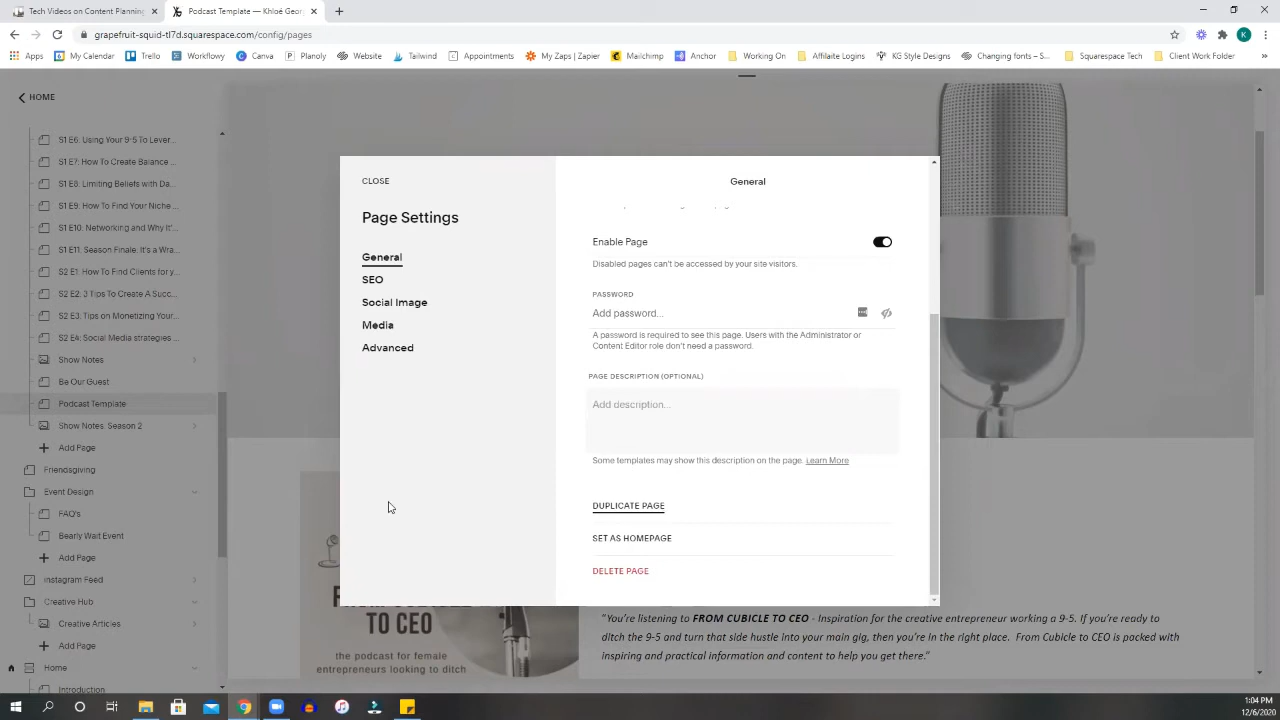 Tech Videos on Content Planning
Podcast Template — Khloé Geor
grapefruit-squid-tl7d.squarespace.com/config/pages
Apps
My Calendar
Trello
Workflowy
Canva
Planoly
Website
Tailwind
Appointments
My Zaps | Zapier
Mailchimp
Anchor
Working On
Affilaite Logins
KG Style Designs
Changing fonts – S...
Squarespace Tech
Client Work Folder
HOME
S1 E6: Using Your 9-5 To Lever...
S1 E7: How To Create Balance ...
S1 E8: Limiting Beliefs with Da...
S1 E9: How To Find Your Niche ...
S1 E10: Networking and Why It'...
S1 E11: Season Finale: It's a Wra...
S2 E1: How To Find Clients for y...
S2 E2: 3 Tips To Create A Succ...
S2 E3: Tips on Monetizing Your...
S2 E4: Social Media strategies ...
Show Notes
Be Our Guest
Podcast Template
Show Notes: Season 2
Add Page
Friendsgiving
Event Design
FAQ's
Bearly Wait Event
Add Page
Instagram Feed
Creative Hub
Creative Articles
Add Page
Home
Introduction
CLOSE
Page Settings
General
SEO
Social Image
Media
Advanced
General
Enable Page
Disabled pages can't be accessed by your site visitors.
PASSWORD
Add password...
A password is required to see this page. Users with the Administrator or
Content Editor role don't need a password.
PAGE DESCRIPTION (OPTIONAL)
Add description...
Some templates may show this description on the page. Learn More
DUPLICATE PAGE
SET AS HOMEPAGE
DELETE PAGE
TO CEO
the podcast for female
entrepreneurs looking to ditch
"You're listening to FROM CUBICLE TO CEO - Inspiration for the creative entrepreneur working a 9-5. If you're ready to
ditch the 9-5 and turn that side hustle into your main gig, then you're in the right place. From Cubicle to CEO is packed with
inspiring and practical information and content to help you get there."
1:04 PM
12/6/2020